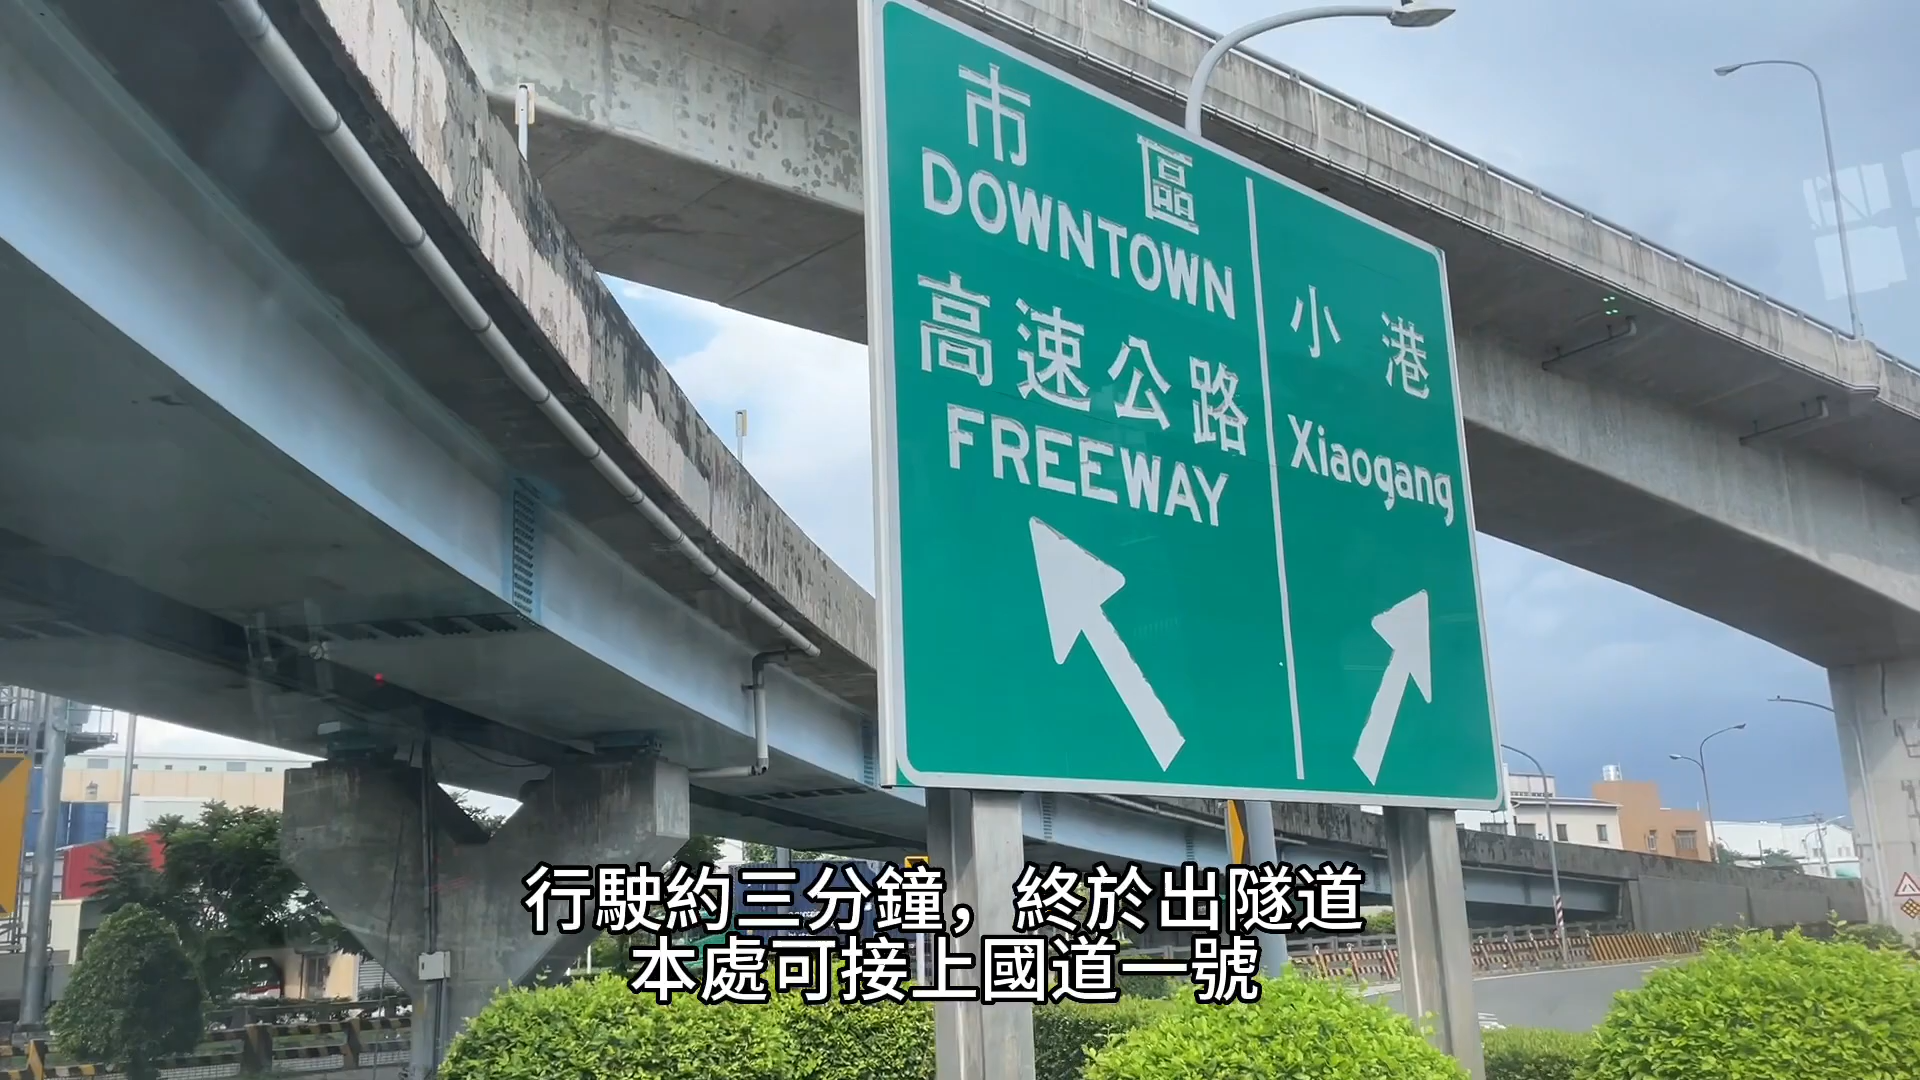 市 區
DOWNTOWN
高速公路
FREEWAY
小 港
Xiaogang
行駛約三分鐘，終於出隧道
本處可接上國道一號